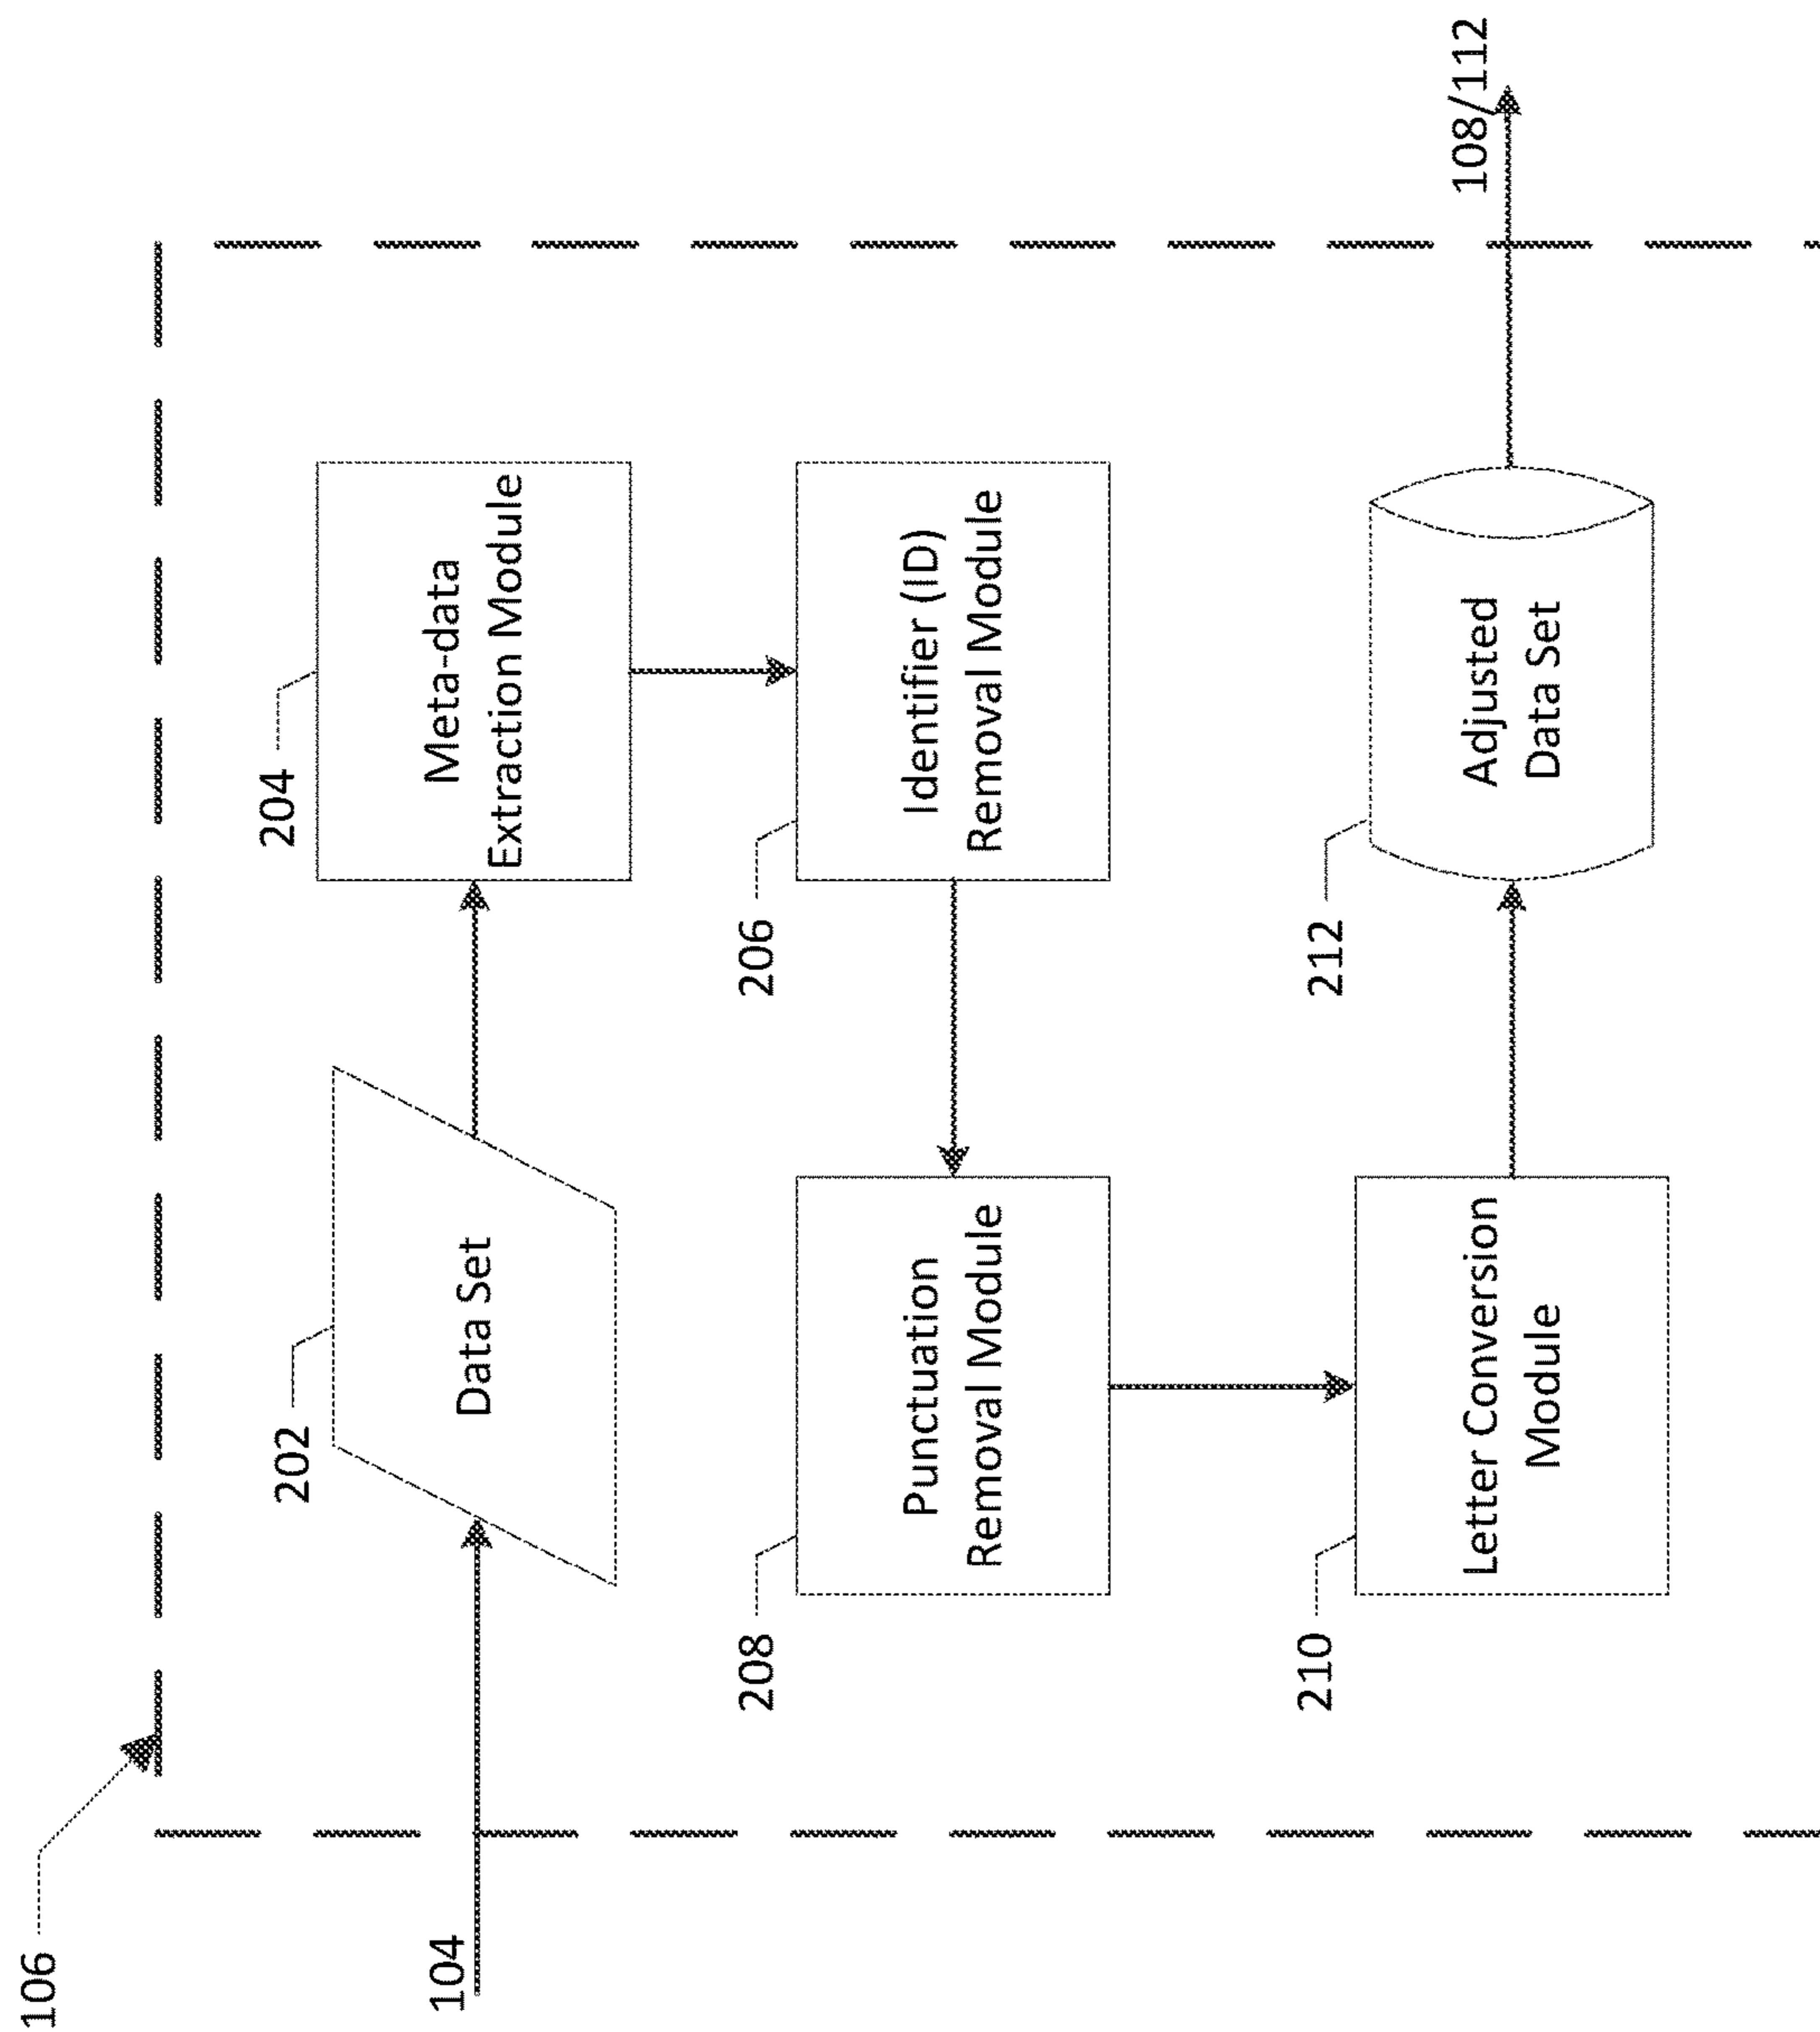 106
104
202
Data Set
204
Meta-data
Extraction Module
206
Identifier (ID)
Removal Module
208
Punctuation
Removal Module
210
Letter Conversion
Module
212
Adjusted
Data Set
108/112